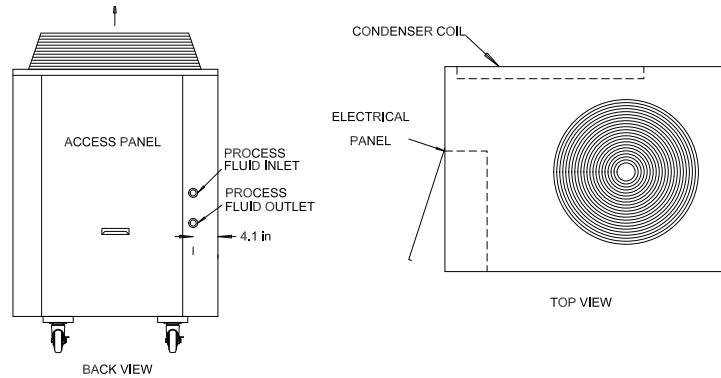 ACCESS PANEL
PROCESS
FLUID INLET
PROCESS
FLUID OUTLET
4.1 in
BACK VIEW
CONDENSER COIL
ELECTRICAL
PANEL
TOP VIEW